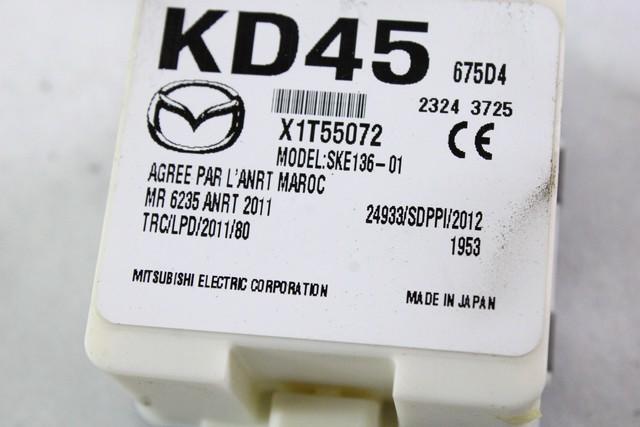 KD45 675D4
2324 3725
X1T55072
MODEL:SKE136-01
AGREE PAR L'ANRT MAROC
MR 6235 ANRT 2011
24933/SDPPI/2012
TRC/LPD/2011/80
1953
MITSUBISHI ELECTRIC CORPORATION
MADE IN JAPAN